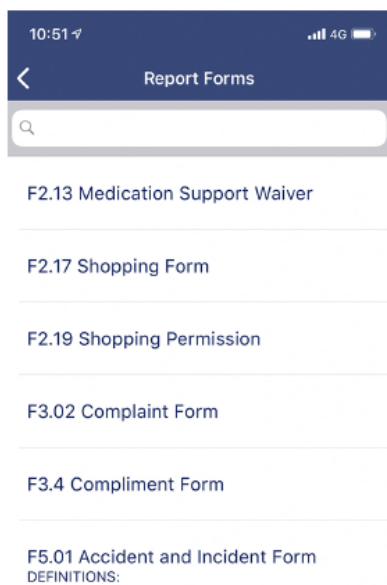 10:51
4G
Report Forms
F2.13 Medication Support Waiver
F2.17 Shopping Form
F2.19 Shopping Permission
F3.02 Complaint Form
F3.4 Compliment Form
F5.01 Accident and Incident Form
DEFINITIONS: